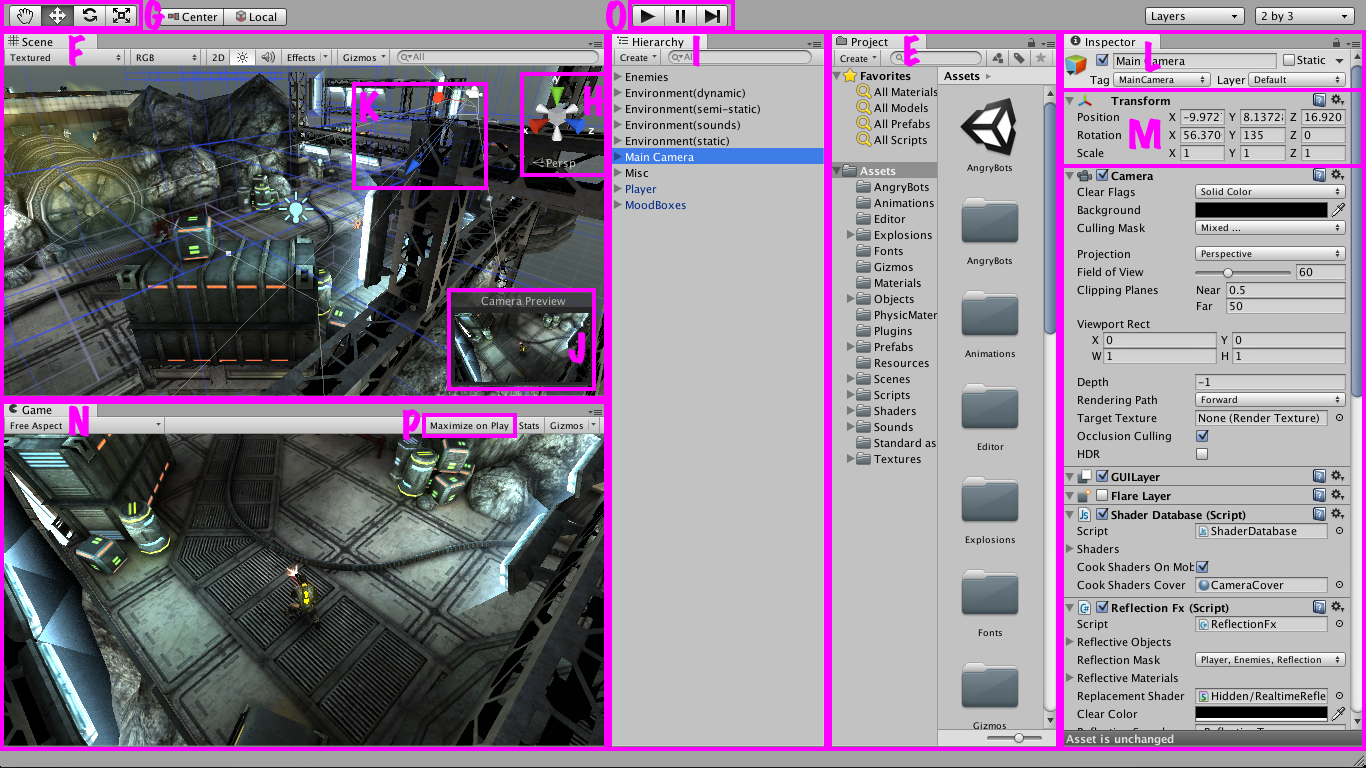 G
Center
Local
O
Layers
2 by 3
Scene
F
Textured
RGB
2D
Effects
Gizmos
All
K
H
x
z
Persp
Camera Preview
J
Game
N
Free Aspect
P
Maximize on Play
Stats
Gizmos
Hierarchy
I
Create
All
Enemies
Environment(dynamic)
Environment(semi-static)
Environment(sounds)
Environment(static)
Main Camera
Misc
Player
MoodBoxes
Project
E
Create
Favorites
All Materials
All Models
All Prefabs
All Scripts
Assets
AngryBots
Animations
Editor
Explosions
Fonts
Gizmos
Materials
Objects
PhysicMater
Plugins
Prefabs
Resources
Scenes
Scripts
Shaders
Sounds
Standard as
Textures
Assets
AngryBots
AngryBots
Animations
Editor
Explosions
Fonts
Gizmos
Inspector
L
Main Camera
Static
Tag MainCamera Layer Default
Transform
M
Position X -9.972 Y 8.1372 Z 16.920
Rotation X 56.370 Y 135 Z 0
Scale X 1 Y 1 Z 1
Camera
Clear Flags Solid Color
Background
Culling Mask Mixed ...
Projection Perspective
Field of View 60
Clipping Planes Near 0.5
Far 50
Viewport Rect
X 0 Y 0
W 1 H 1
Depth -1
Rendering Path Forward
Target Texture None (Render Texture)
Occlusion Culling
HDR
GUILayer
Flare Layer
Shader Database (Script)
Script ShaderDatabase
Shaders
Cook Shaders On Mob
Cook Shaders Cover CameraCover
Reflection Fx (Script)
Script ReflectionFx
Reflective Objects
Reflection Mask Player, Enemies, Reflection
Reflective Materials
Replacement Shader Hidden/RealtimeRefle
Clear Color
Asset is unchanged